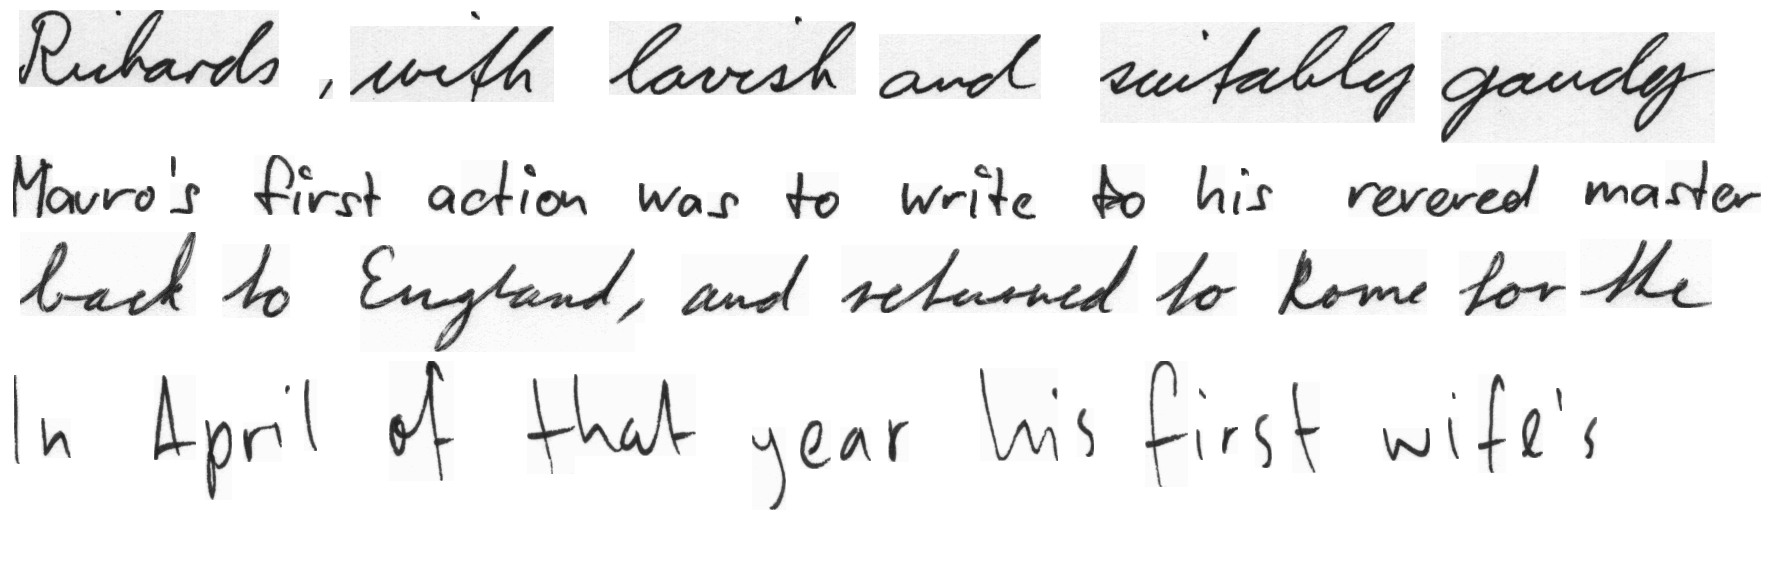 Richards, with lavish and suitably gaudy
Mauro's first action was to write to his revered master
back to England, and returned to Rome for the
In April of that year his first wife's